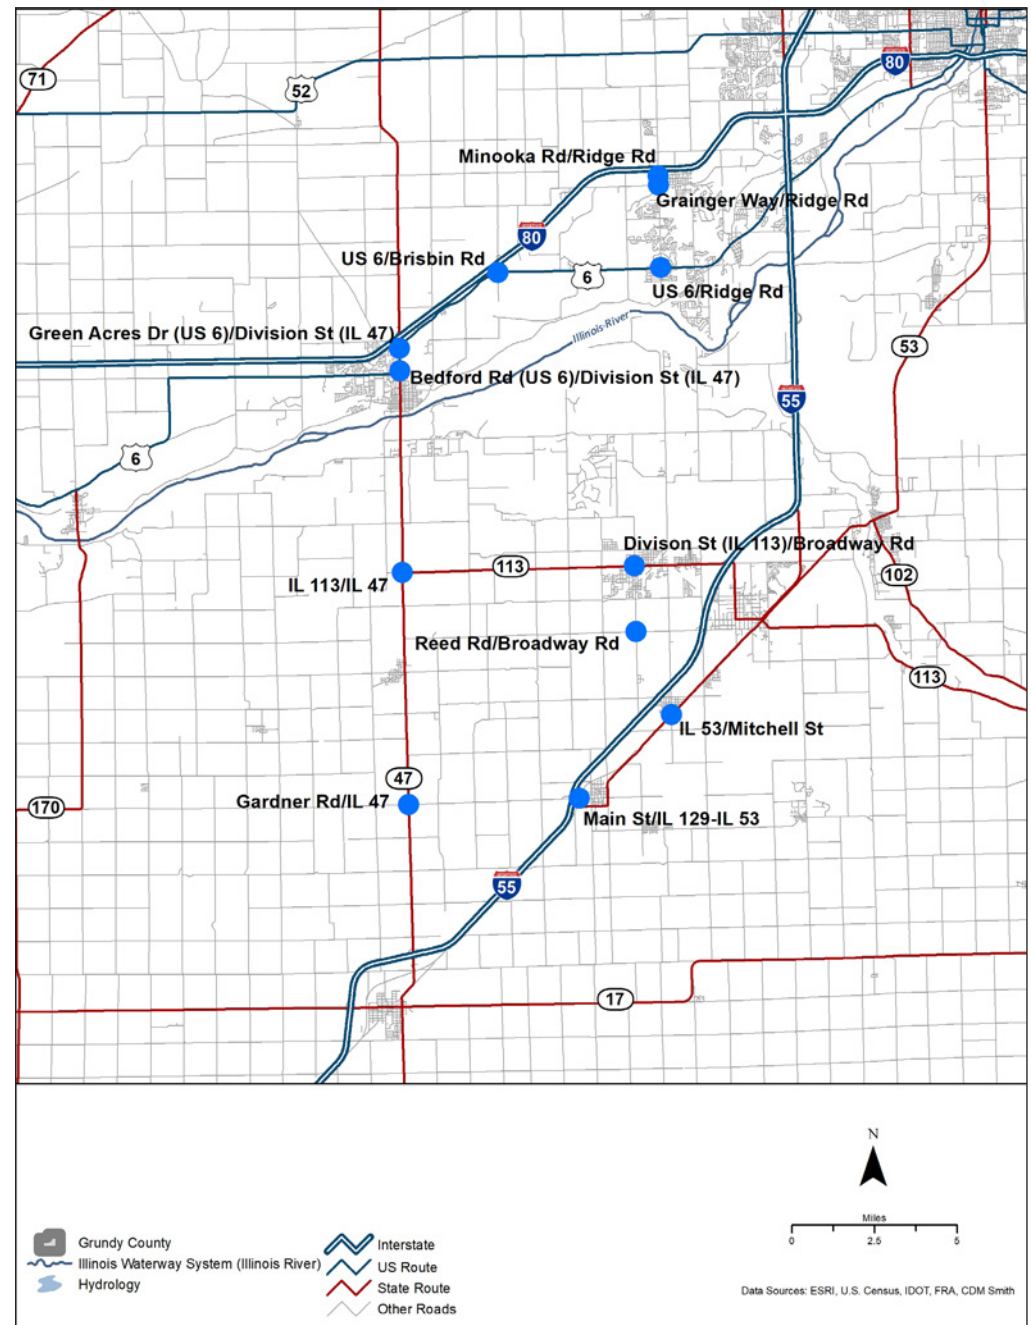 80
71
52
Minooka Rd/Ridge Rd
Grainger Way/Ridge Rd
80
US 6/Brisbin Rd
6
US 6/Ridge Rd
Illinois River
Green Acres Dr (US 6)/Division St (IL 47)
53
Bedford Rd (US 6)/Division St (IL 47)
55
6
Divison St (IL 113)/Broadway Rd
113
IL 113/IL 47
102
Reed Rd/Broadway Rd
113
IL 53/Mitchell St
47
Gardner Rd/IL 47
170
Main St/IL 129-IL 53
55
17
N
Miles
0 2.5 5
Grundy County
Illinois Waterway System (Illinois River)
Hydrology
Interstate
US Route
State Route
Other Roads
Data Sources: ESRI, U.S. Census, IDOT, FRA, CDM Smith